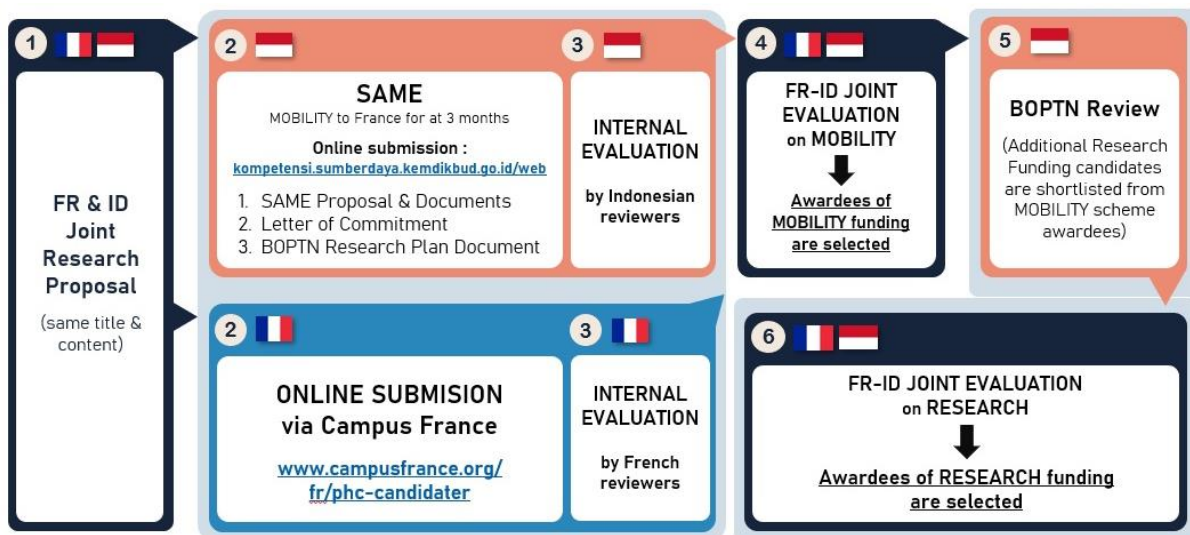 1
FR & ID
Joint
Research
Proposal
(same title &
content)
2
SAME
MOBILITY to France for at 3 months
Online submission :
kompetensi.sumberdaya.kemdikbud.go.id/web
1. SAME Proposal & Documents
2. Letter of Commitment
3. BOPTN Research Plan Document
3
INTERNAL
EVALUATION
by Indonesian
reviewers
2
ONLINE SUBMISION
via Campus France
www.campusfrance.org/
fr/phc-candidater
3
INTERNAL
EVALUATION
by French
reviewers
4
FR-ID JOINT
EVALUATION
on MOBILITY
Awardees of
MOBILITY funding
are selected
5
BOPTN Review
(Additional Research
Funding candidates
are shortlisted from
MOBILITY scheme
awardees)
6
FR-ID JOINT EVALUATION
on RESEARCH
Awardees of RESEARCH funding
are selected